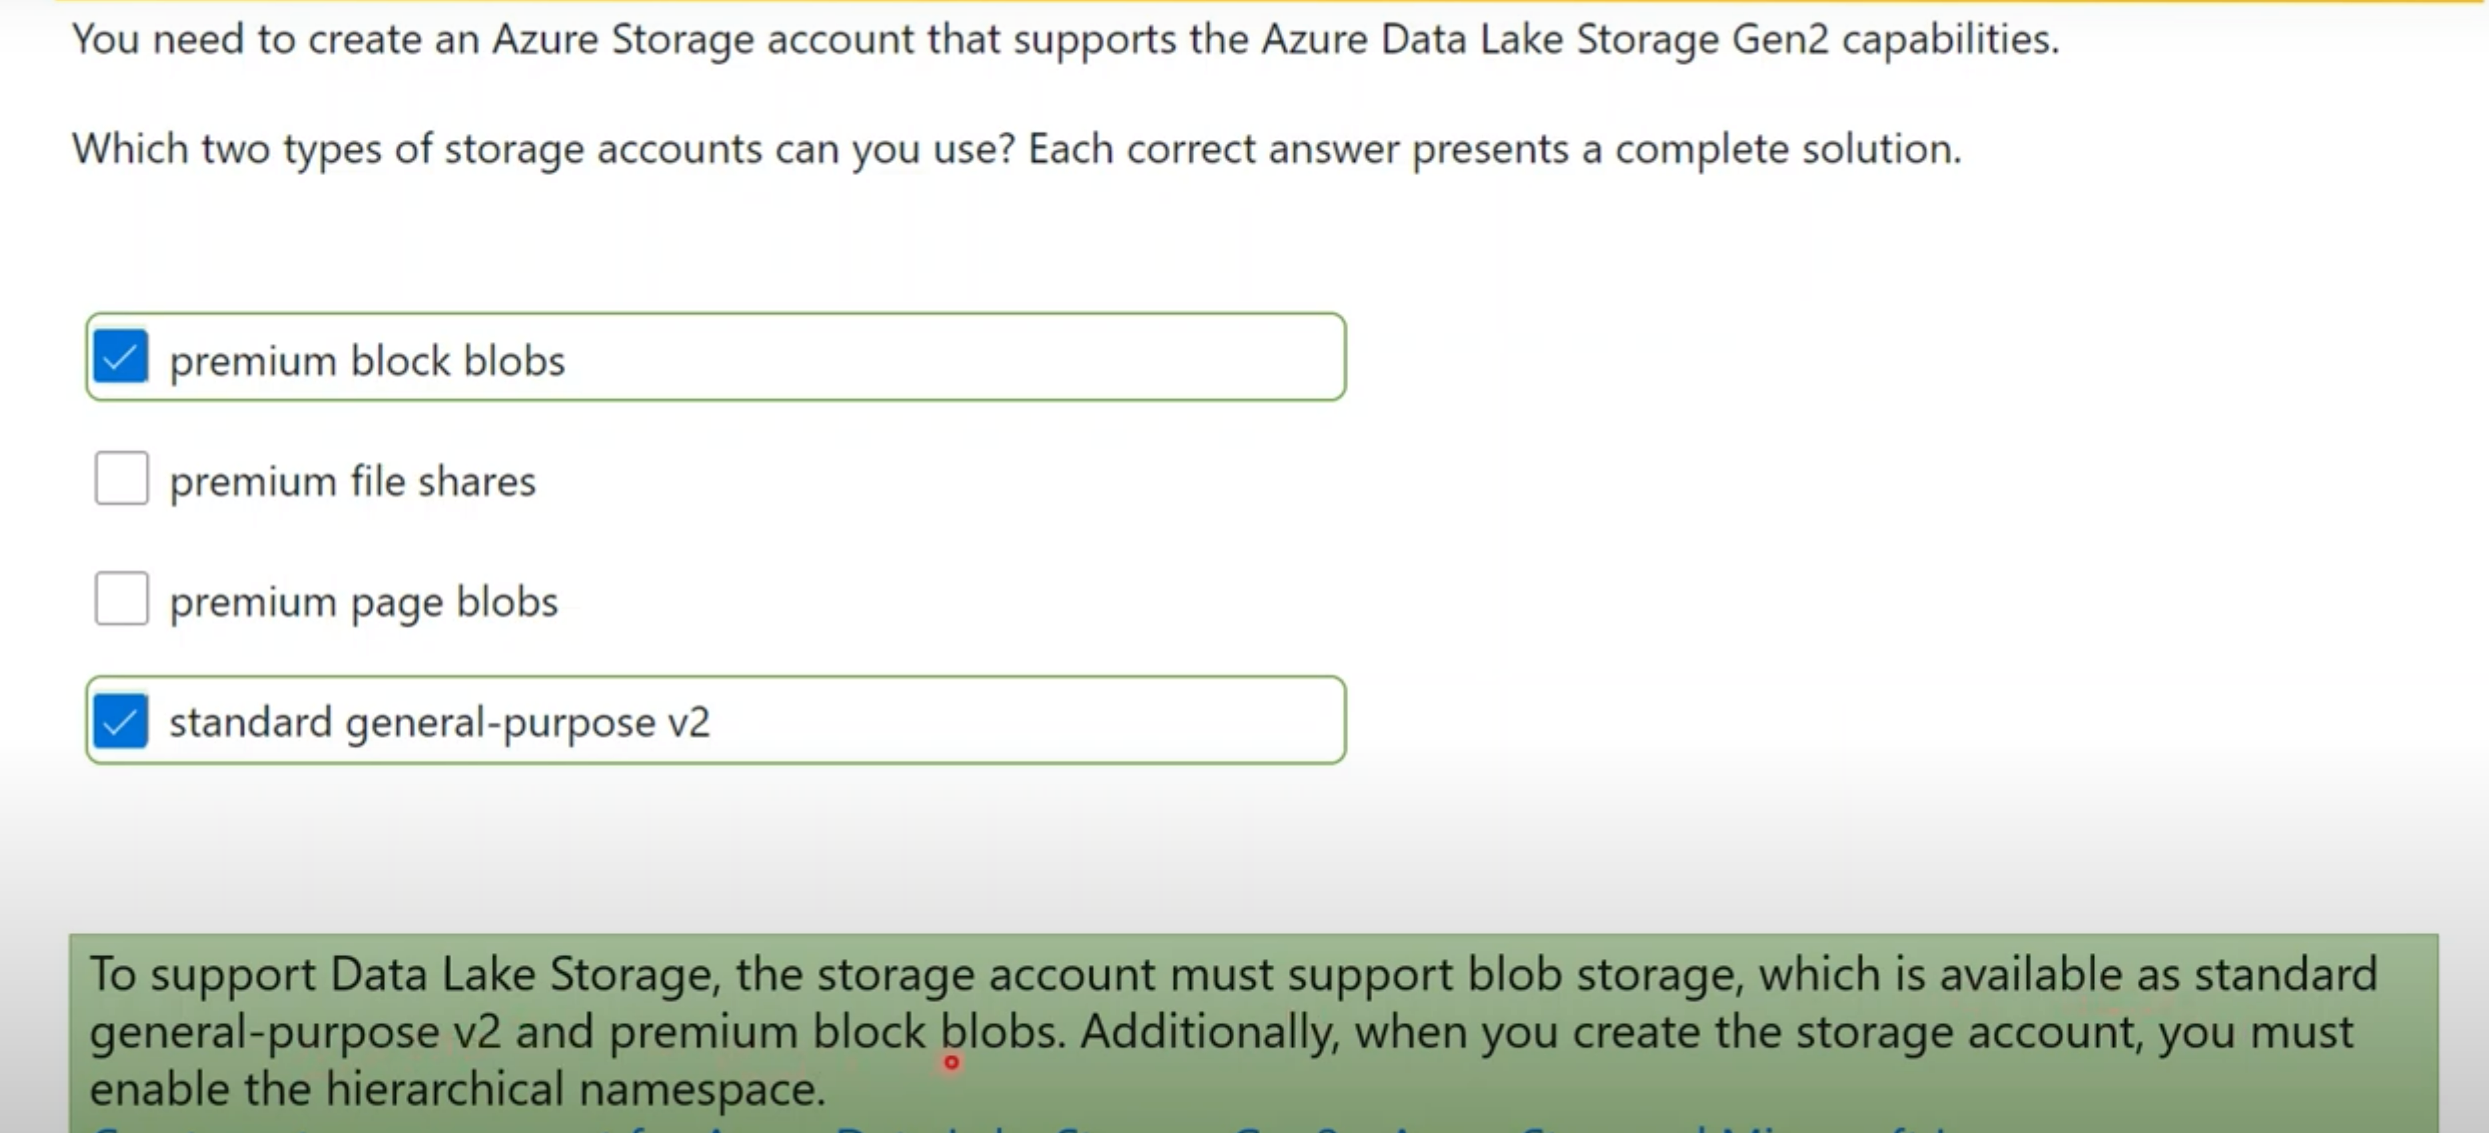 You need to create an Azure Storage account that supports the Azure Data Lake Storage Gen2 capabilities.
Which two types of storage accounts can you use? Each correct answer presents a complete solution.
premium block blobs
premium file shares
premium page blobs
standard general-purpose v2
To support Data Lake Storage, the storage account must support blob storage, which is available as standard
general-purpose v2 and premium block blobs. Additionally, when you create the storage account, you must
enable the hierarchical namespace.